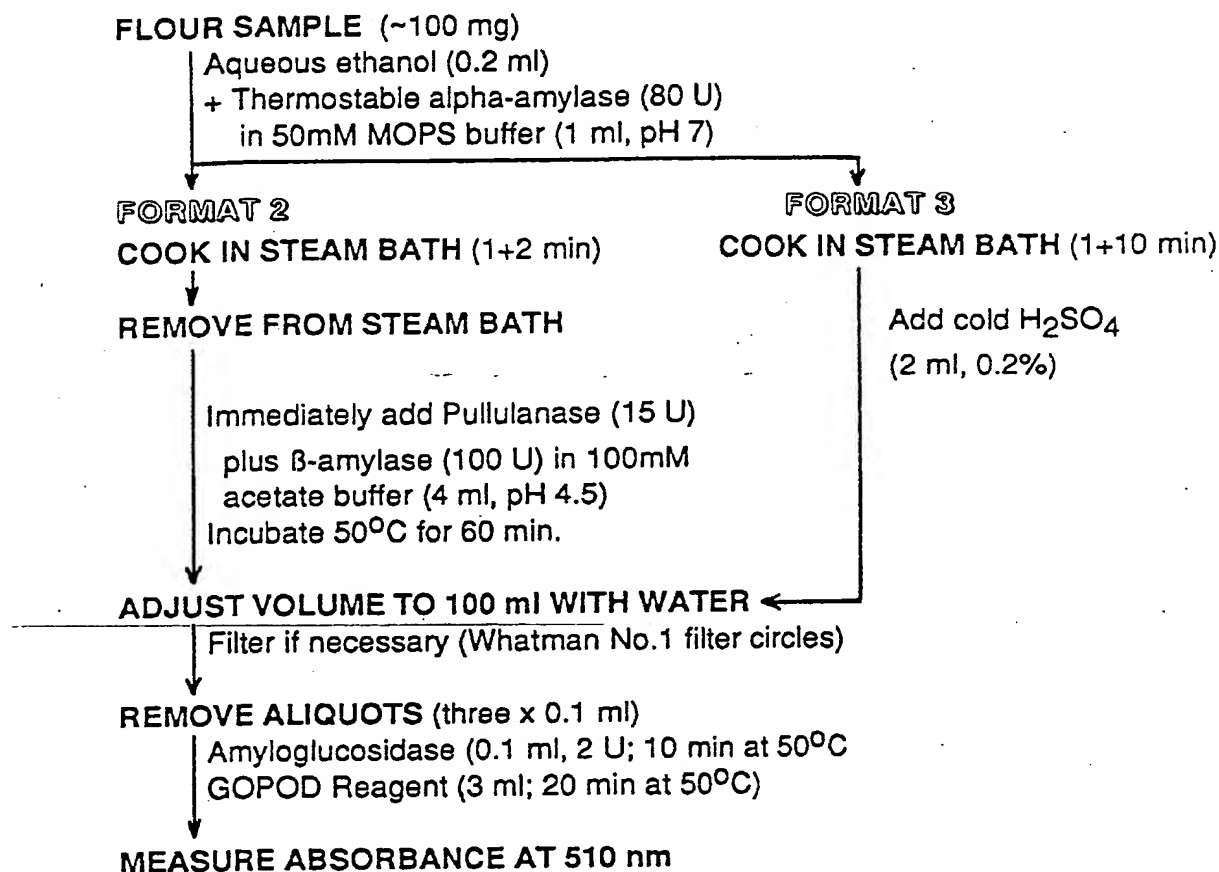 FLOUR SAMPLE (~100 mg)
Aqueous ethanol (0.2 ml)
+ Thermostable alpha-amylase (80 U)
in 50mM MOPS buffer (1 ml, pH 7)
FORMAT 2
COOK IN STEAM BATH (1+2 min)
REMOVE FROM STEAM BATH
Immediately add Pullulanase (15 U)
plus ß-amylase (100 U) in 100mM
acetate buffer (4 ml, pH 4.5)
Incubate 50°C for 60 min.
FORMAT 3
COOK IN STEAM BATH (1+10 min)
Add cold H₂SO₄
(2 ml, 0.2%)
ADJUST VOLUME TO 100 ml WITH WATER
Filter if necessary (Whatman No.1 filter circles)
REMOVE ALIQUOTS (three x 0.1 ml)
Amyloglucosidase (0.1 ml, 2 U; 10 min at 50°C
GOPOD Reagent (3 ml; 20 min at 50°C)
MEASURE ABSORBANCE AT 510 nm